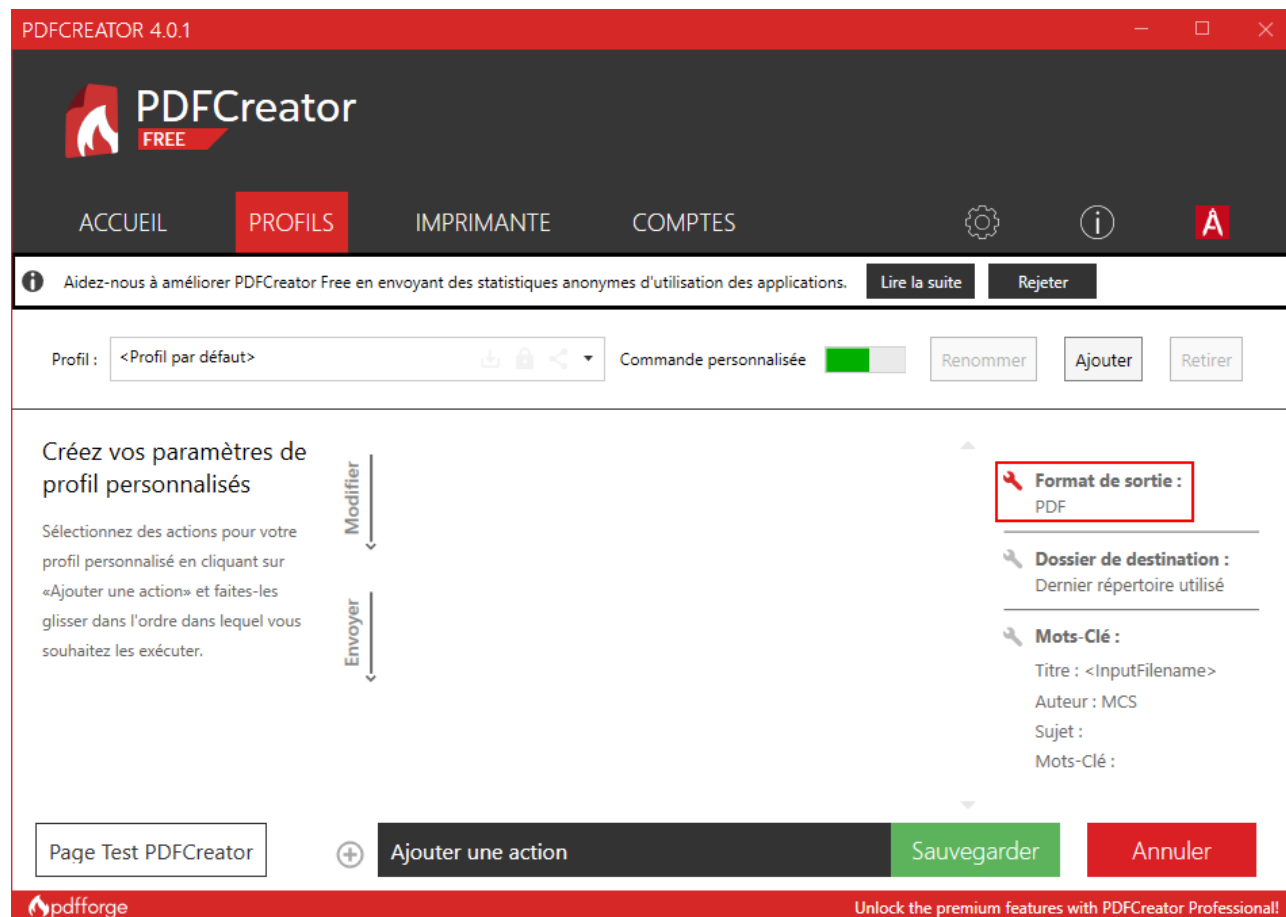 PDFCREATOR 4.0.1
PDFCreator
FREE
ACCUEIL PROFILS IMPRIMANTE COMPTES
Aidez-nous à améliorer PDFCreator Free en envoyant des statistiques anonymes d'utilisation des applications. Lire la suite Rejeter
Profil : <Profil par défaut> Commande personnalisée Renommer Ajouter Retirer
Créez vos paramètres de
profil personnalisés
Sélectionnez des actions pour votre
profil personnalisé en cliquant sur
«Ajouter une action» et faites-les
glisser dans l'ordre dans lequel vous
souhaitez les exécuter.
Modifier
Envoyer
Format de sortie :
PDF
Dossier de destination :
Dernier répertoire utilisé
Mots-Clé :
Titre : <InputFilename>
Auteur : MCS
Sujet :
Mots-Clé :
Page Test PDFCreator Ajouter une action Sauvegarder Annuler
pdfforge Unlock the premium features with PDFCreator Professional!